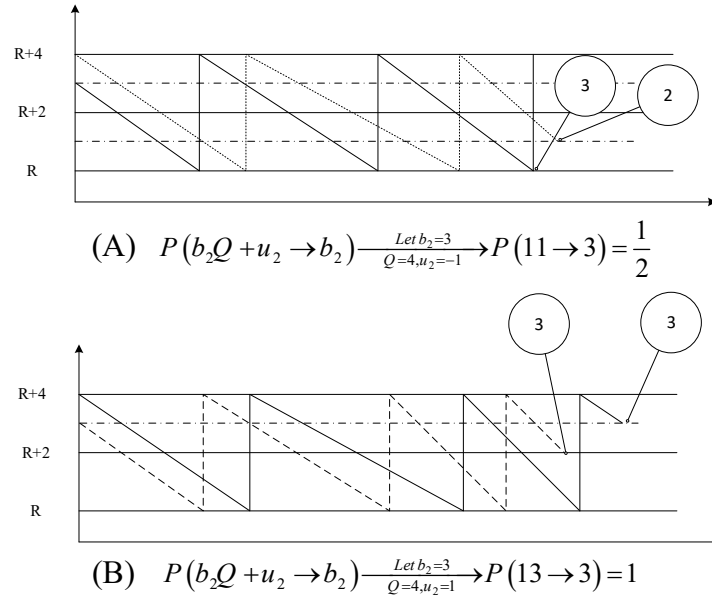 R+4
3
2
R+2
R
(A) P(b₂Q + u₂ → b₂) —Let b₂=3 / Q=4,u₂=−1→ P(11 → 3) = 1/2
3
3
R+4
R+2
R
(B) P(b₂Q + u₂ → b₂) —Let b₂=3 / Q=4,u₂=1→ P(13 → 3) = 1